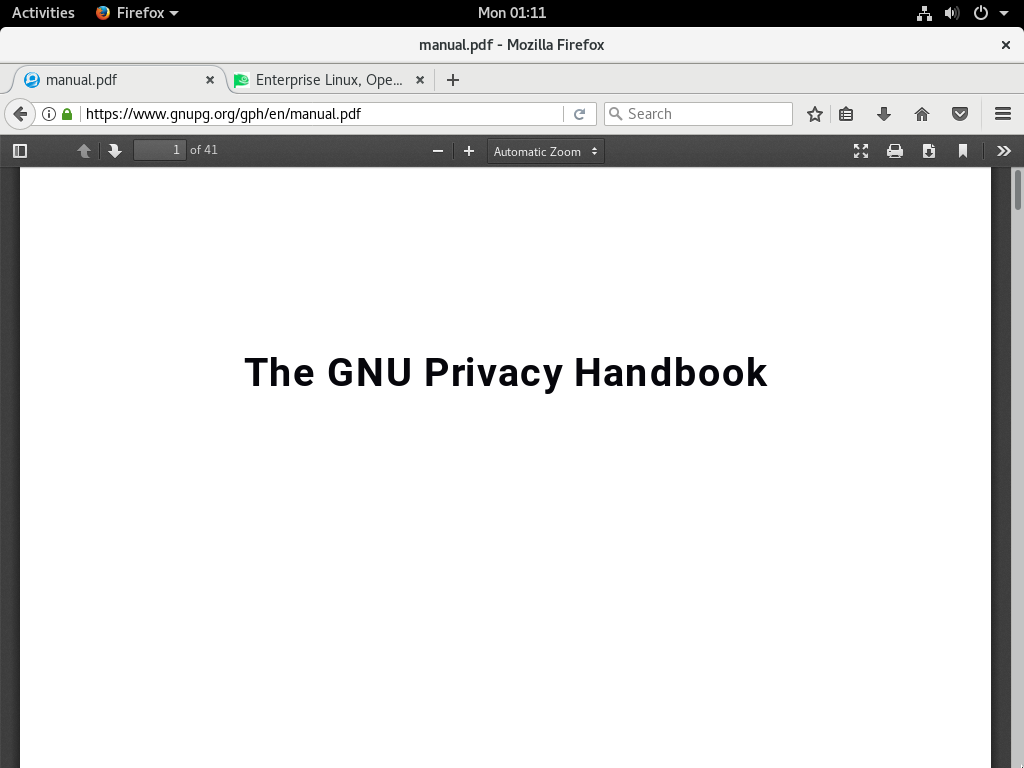 Activities Firefox Mon 01:11
manual.pdf - Mozilla Firefox
manual.pdf Enterprise Linux, Ope...
https://www.gnupg.org/gph/en/manual.pdf Search
1 of 41 Automatic Zoom
The GNU Privacy Handbook